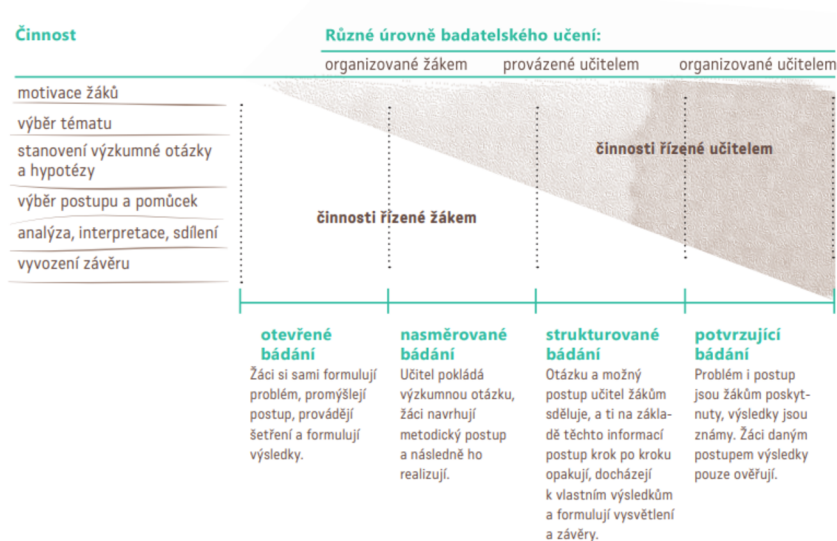 Činnost
Různé úrovně badatelského učení:
organizované žákem
provázené učitelem
organizované učitelem
motivace žáků
výběr tématu
stanovení výzkumné otázky
a hypotézy
výběr postupu a pomůcek
analýza, interpretace, sdílení
vyvození závěru
činnosti řízené učitelem
činnosti řízené žákem
otevřené
bádání
Žáci si sami formulují
problém, promýšlejí
postup, provádějí
šetření a formulují
výsledky.
nasměrované
bádání
Učitel pokládá
výzkumnou otázku,
žáci navrhují
metodický postup
a následně ho
realizují.
strukturované
bádání
Otázku a možný
postup učitel žákům
sděluje, a ti na zákla-
dě těchto informací
postup krok po kroku
opakují, docházejí
k vlastním výsledkům
a formulují vysvětlení
a závěry.
potvrzující
bádání
Problém i postup
jsou žákům poskyt-
nuty, výsledky jsou
známy. Žáci daným
postupem výsledky
pouze ověřují.